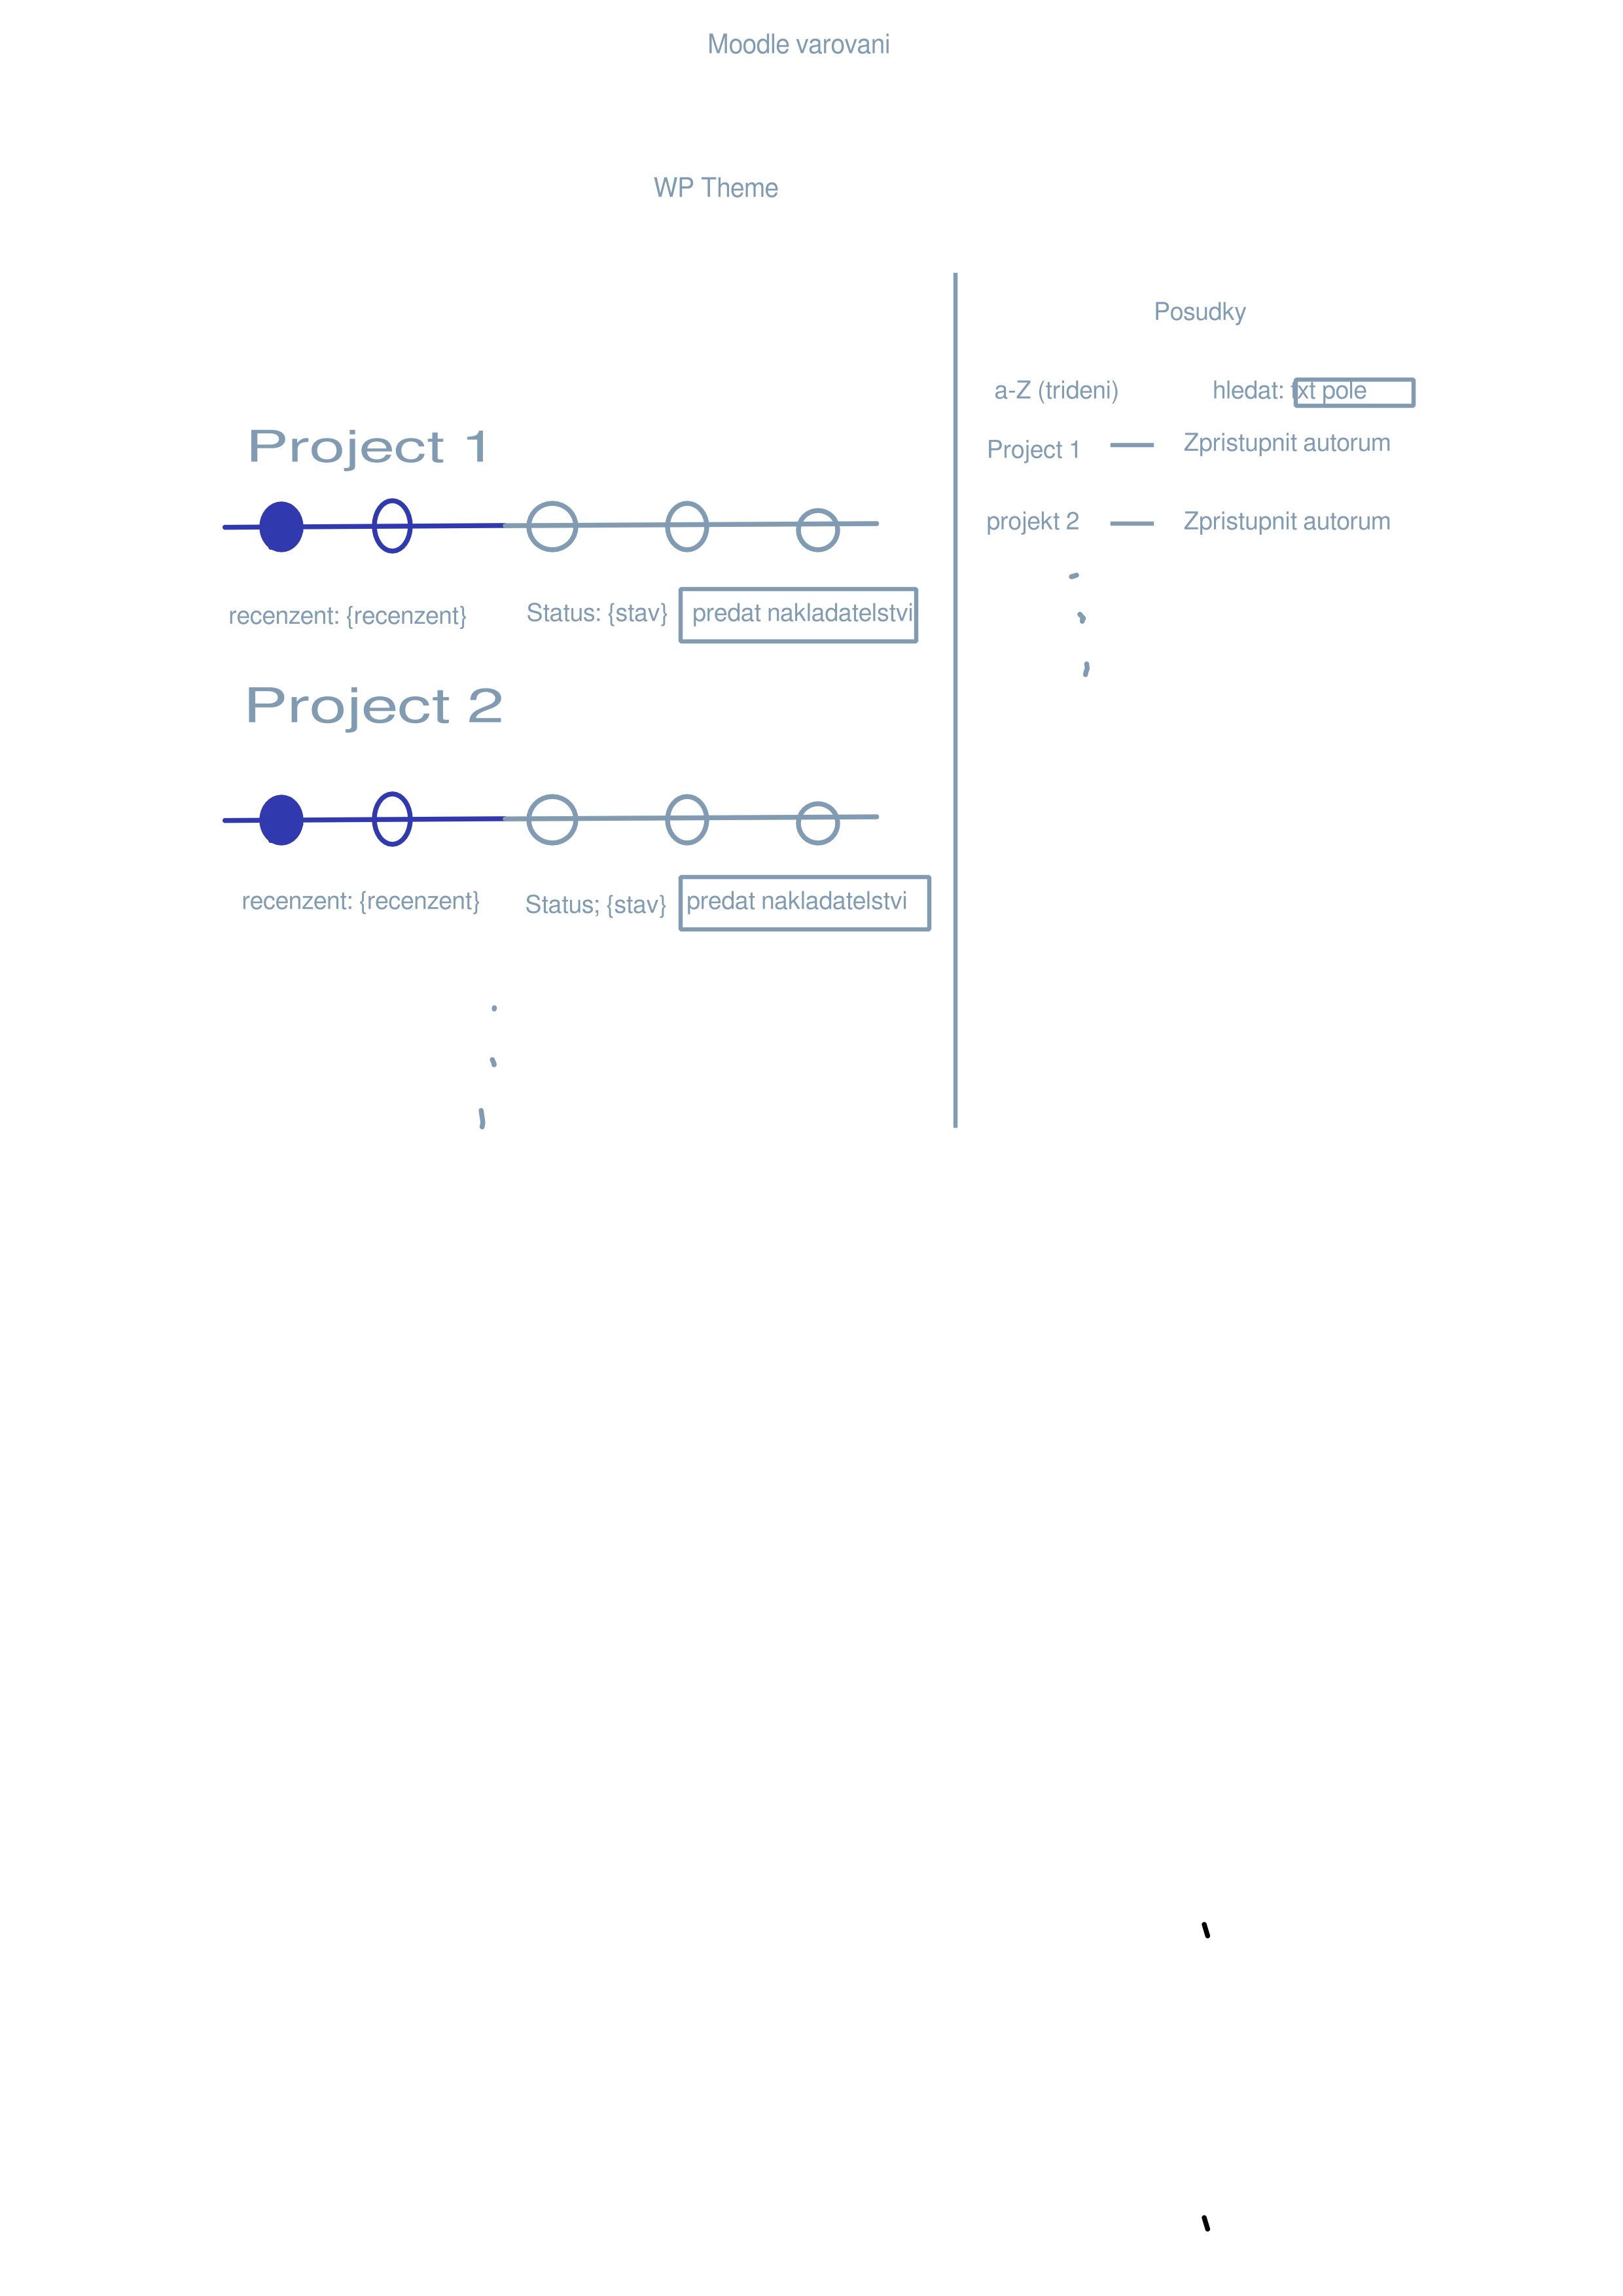 Moodle varovani
WP Theme
Project 1
recenzent: {recenzent} Status: {stav} predat nakladatelstvi
Project 2
recenzent: {recenzent} Status; {stav} predat nakladatelstvi
Posudky
a-Z (trideni) hledat: txt pole
Project 1 Zpristupnit autorum
projekt 2 Zpristupnit autorum